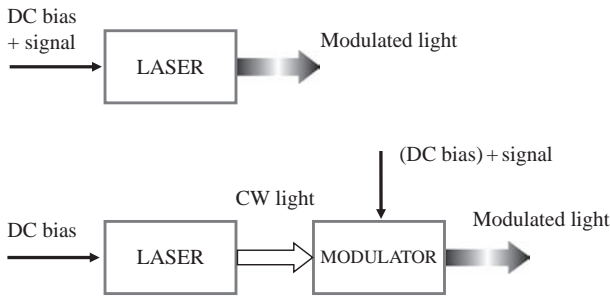 DC bias
+ signal
LASER
Modulated light
(DC bias) + signal
CW light
DC bias
LASER
MODULATOR
Modulated light